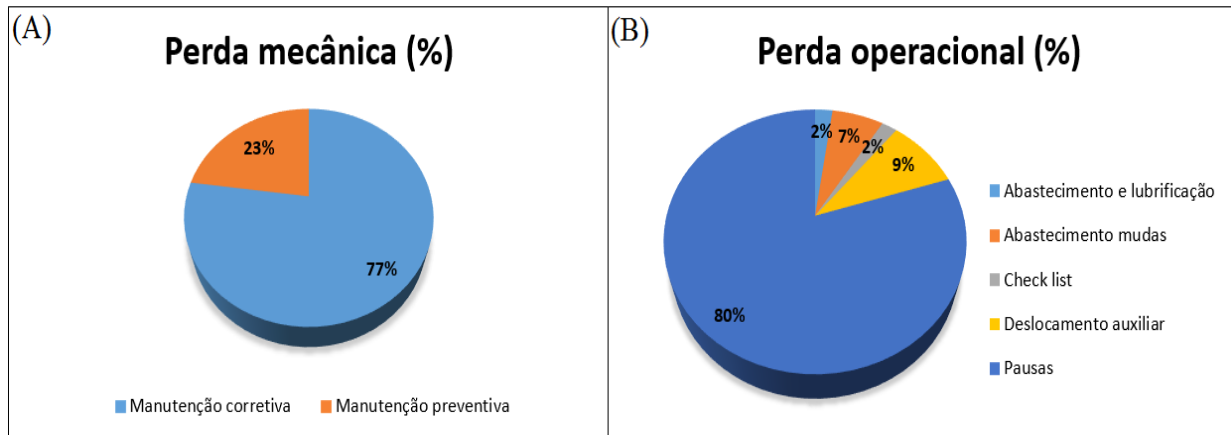 (A)
Perda mecânica (%)
23%
77%
Manutenção corretiva
Manutenção preventiva
(B)
Perda operacional (%)
2%
7%
2%
9%
80%
Abastecimento e lubrificação
Abastecimento mudas
Check list
Deslocamento auxiliar
Pausas